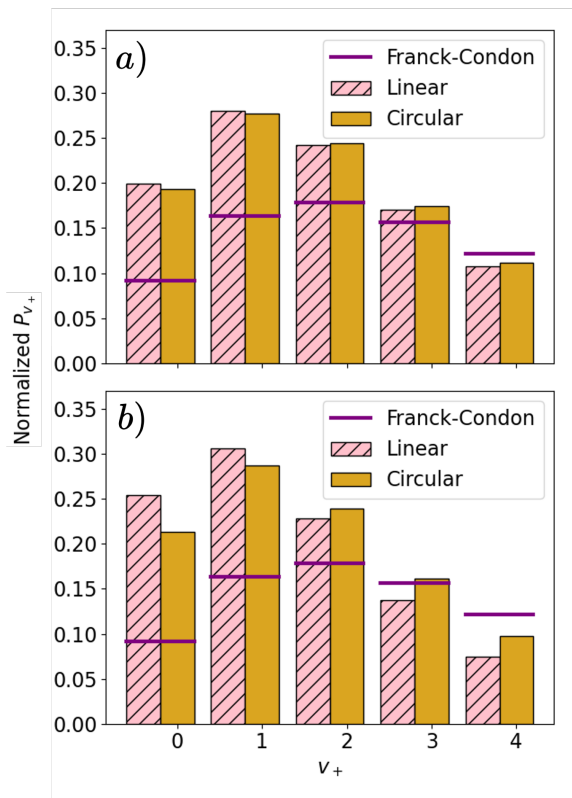 a)
Franck-Condon
Linear
Circular
0.35
0.30
0.25
0.20
0.15
0.10
0.05
0.00
Normalized P_{v_+}
b)
Franck-Condon
Linear
Circular
0.35
0.30
0.25
0.20
0.15
0.10
0.05
0.00
0 1 2 3 4
v_+